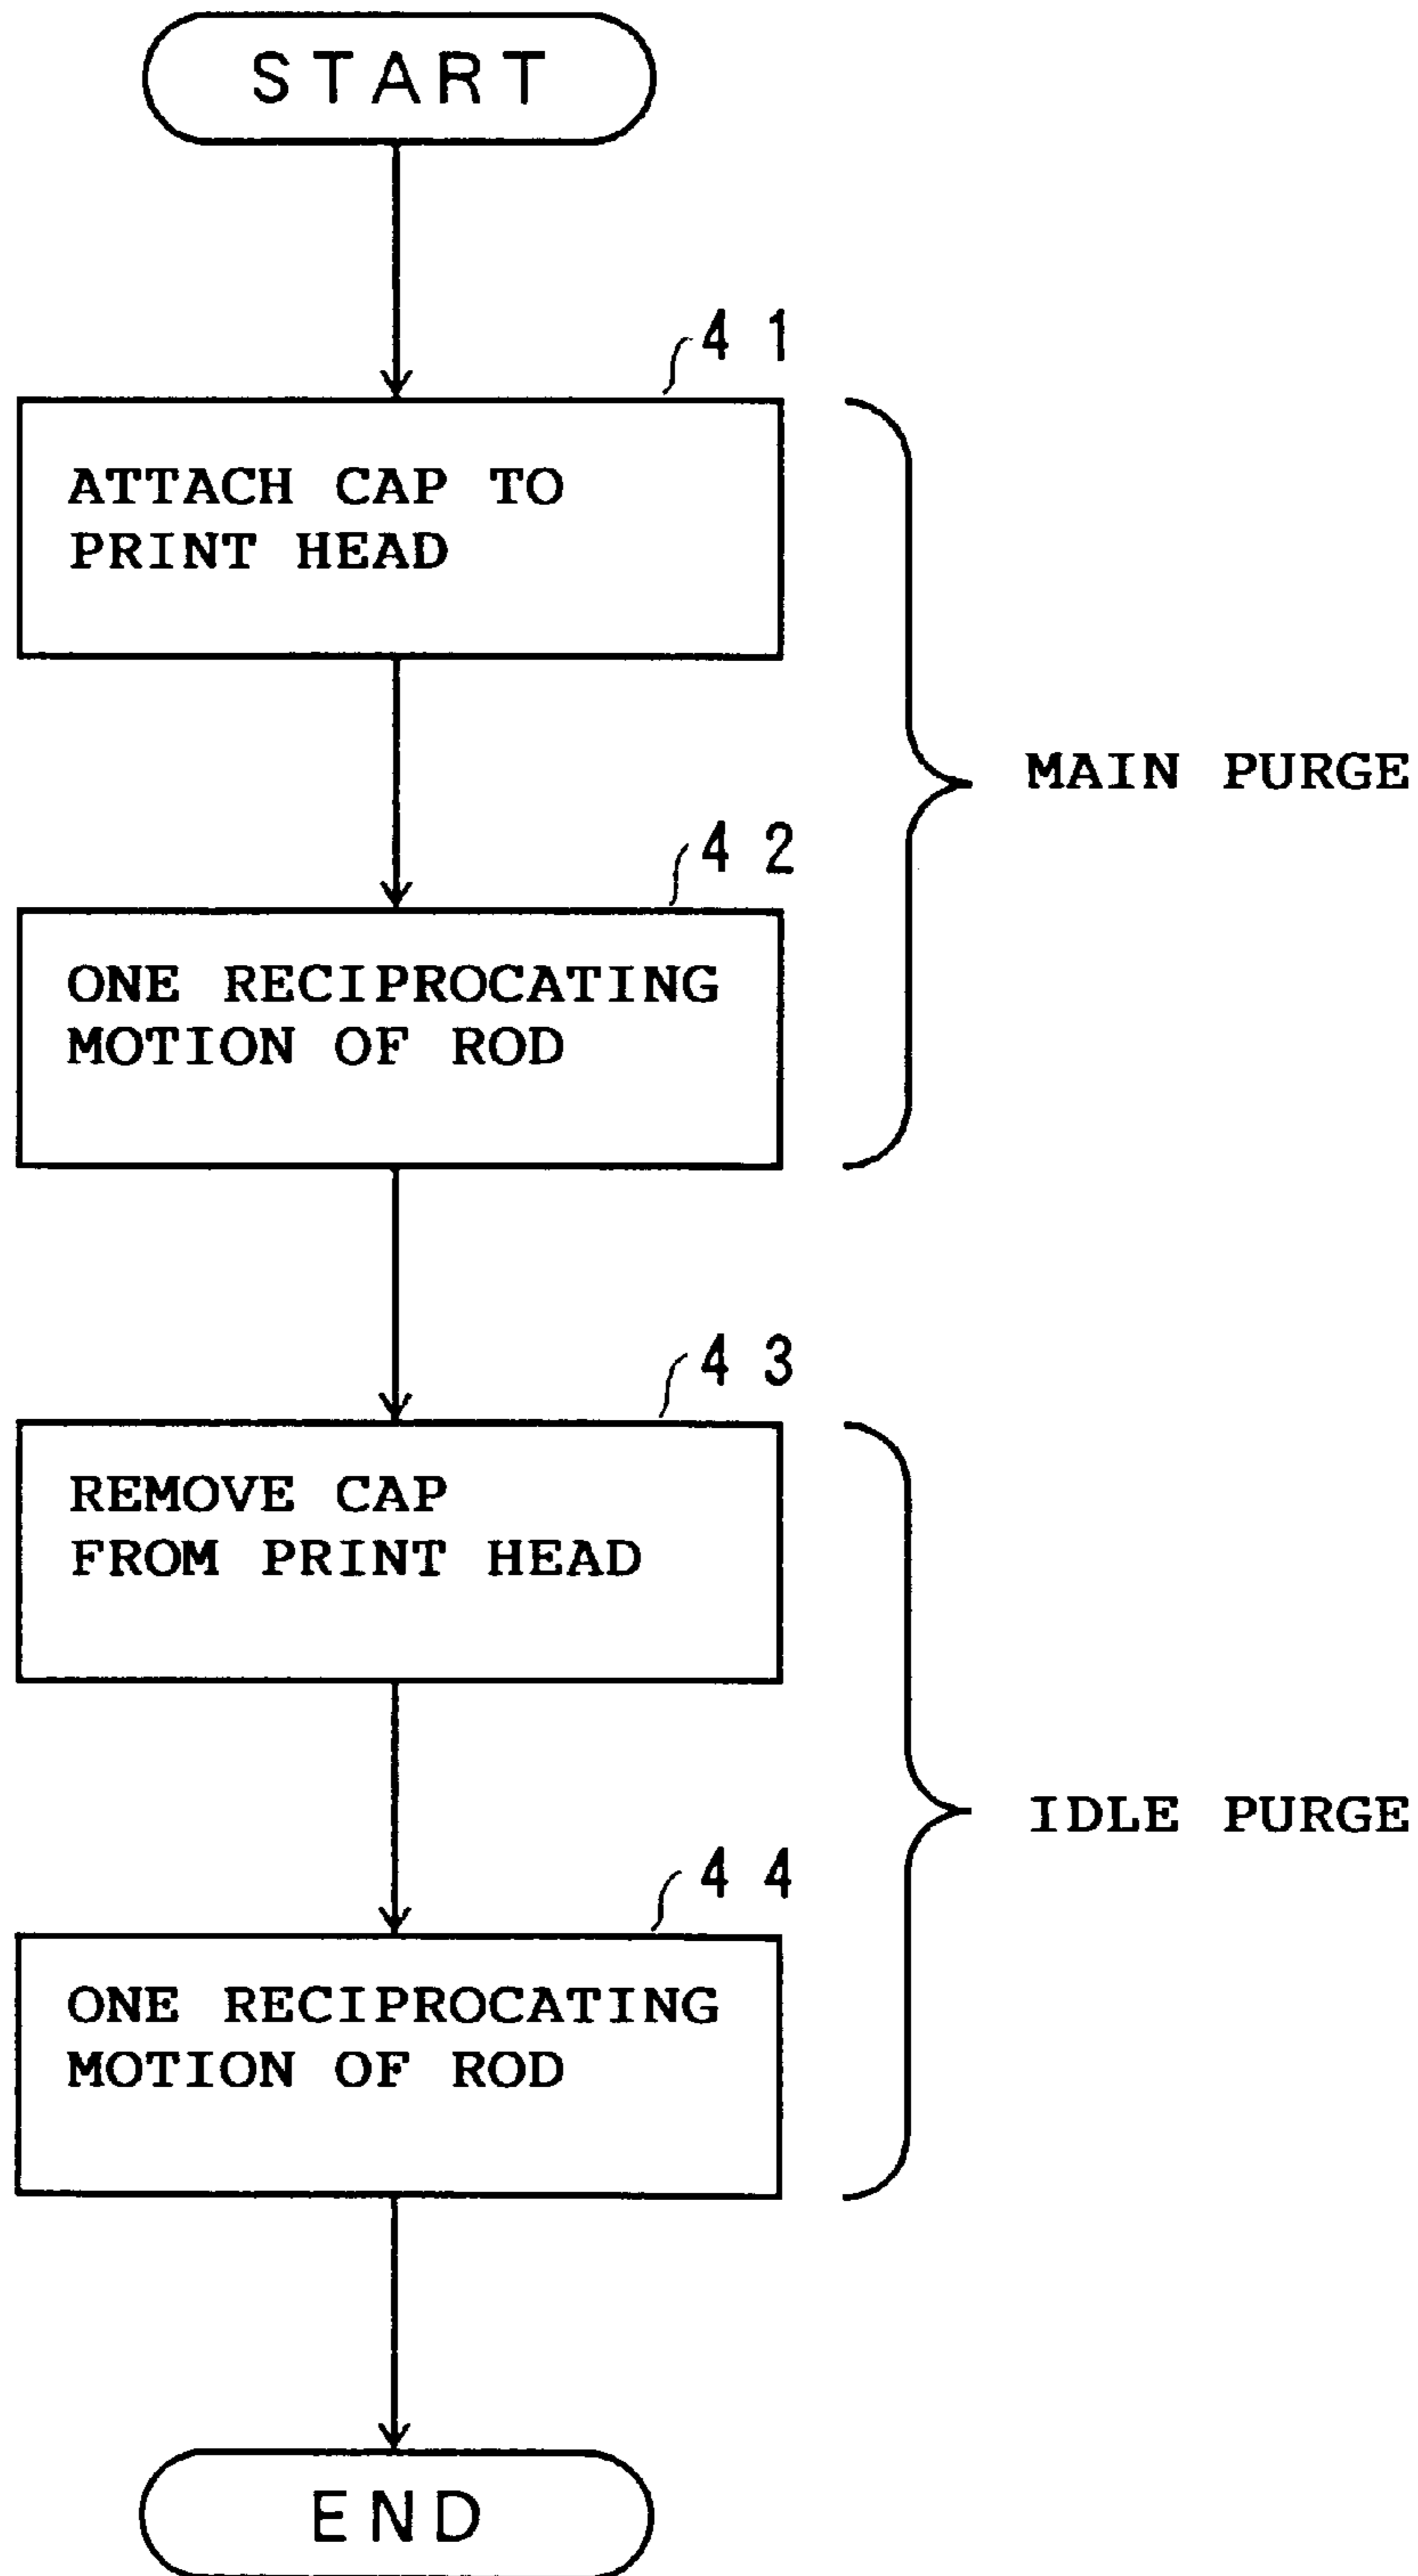 START
41
ATTACH CAP TO
PRINT HEAD
MAIN PURGE
42
ONE RECIPROCATING
MOTION OF ROD
43
REMOVE CAP
FROM PRINT HEAD
IDLE PURGE
44
ONE RECIPROCATING
MOTION OF ROD
END